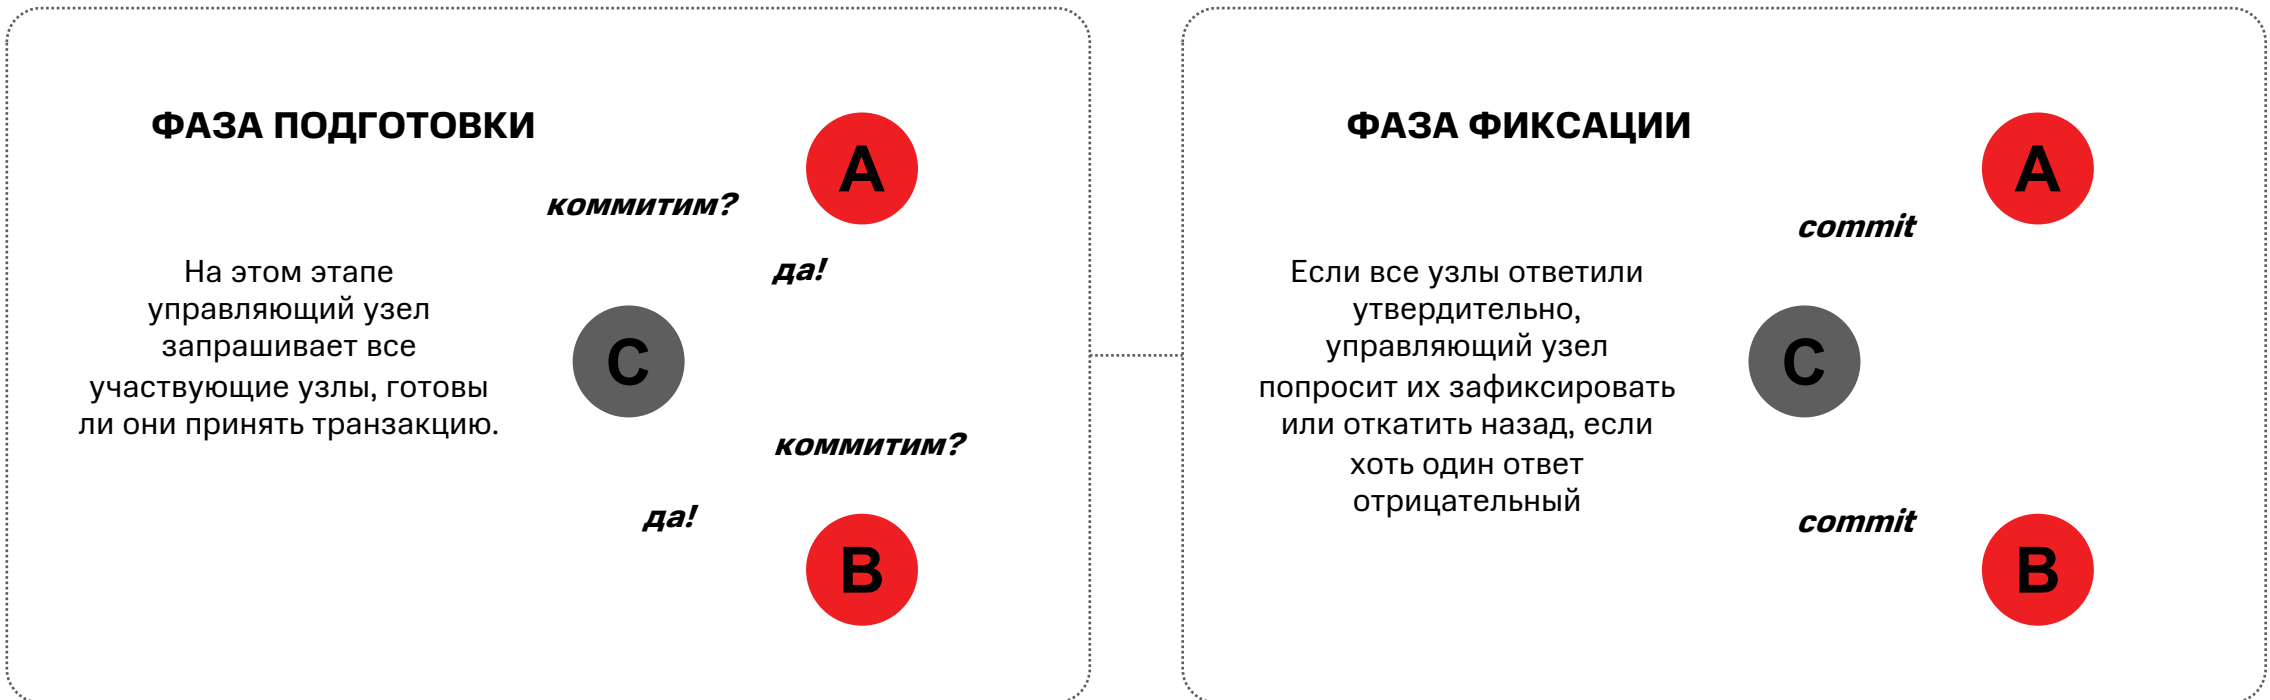 ФАЗА ПОДГОТОВКИ
На этом этапе
управляющий узел
запрашивает все
участвующие узлы, готовы
ли они принять транзакцию.
коммитим?
A
да!
C
коммитим?
да!
B
ФАЗА ФИКСАЦИИ
Если все узлы ответили
утвердительно,
управляющий узел
попросит их зафиксировать
или откатить назад, если
хоть один ответ
отрицательный
A
commit
C
commit
B